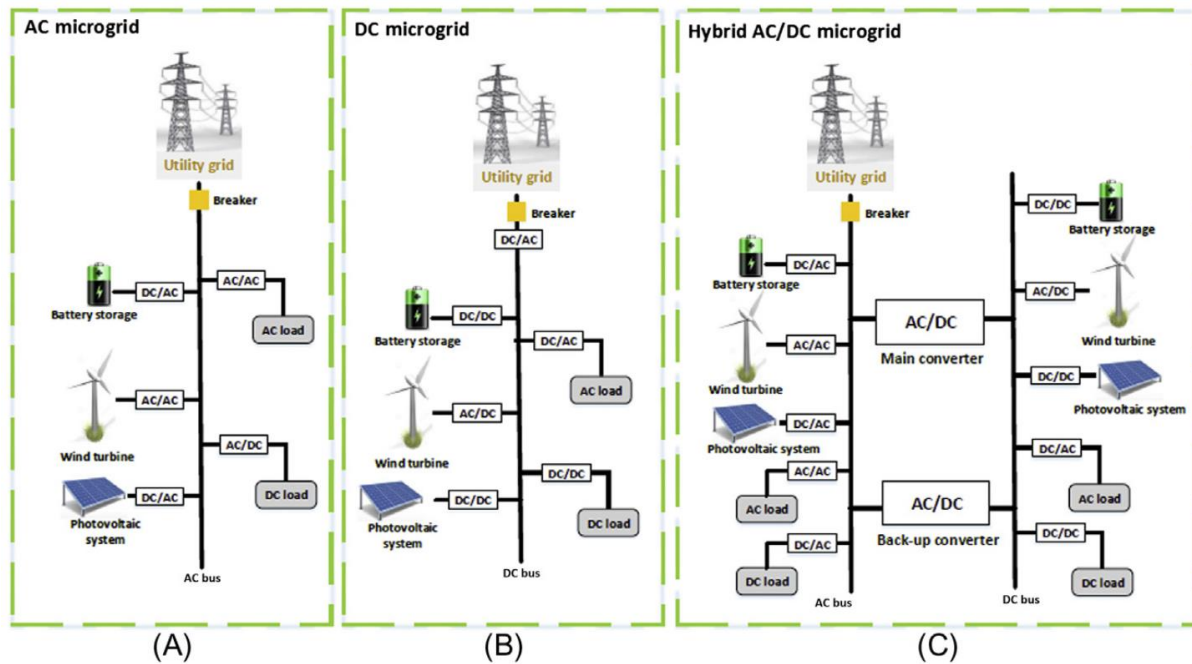 AC microgrid
Utility grid
Breaker
DC/AC
AC/AC
Battery storage
AC load
AC/AC
Wind turbine
AC/DC
DC load
DC/AC
Photovoltaic
system
AC bus
(A)
DC microgrid
Utility grid
Breaker
DC/AC
DC/DC
Battery storage
DC/AC
AC load
AC/DC
Wind turbine
DC/DC
DC load
DC/DC
Photovoltaic
system
DC bus
(B)
Hybrid AC/DC microgrid
Utility grid
Breaker
DC/AC
Battery storage
AC/AC
Wind turbine
DC/AC
Photovoltaic system
AC/AC
AC load
DC/AC
DC load
AC bus
AC/DC
Main converter
AC/DC
Back-up converter
DC/DC
Battery storage
AC/DC
Wind turbine
DC/DC
Photovoltaic system
DC/AC
AC load
DC/DC
DC load
DC bus
(C)